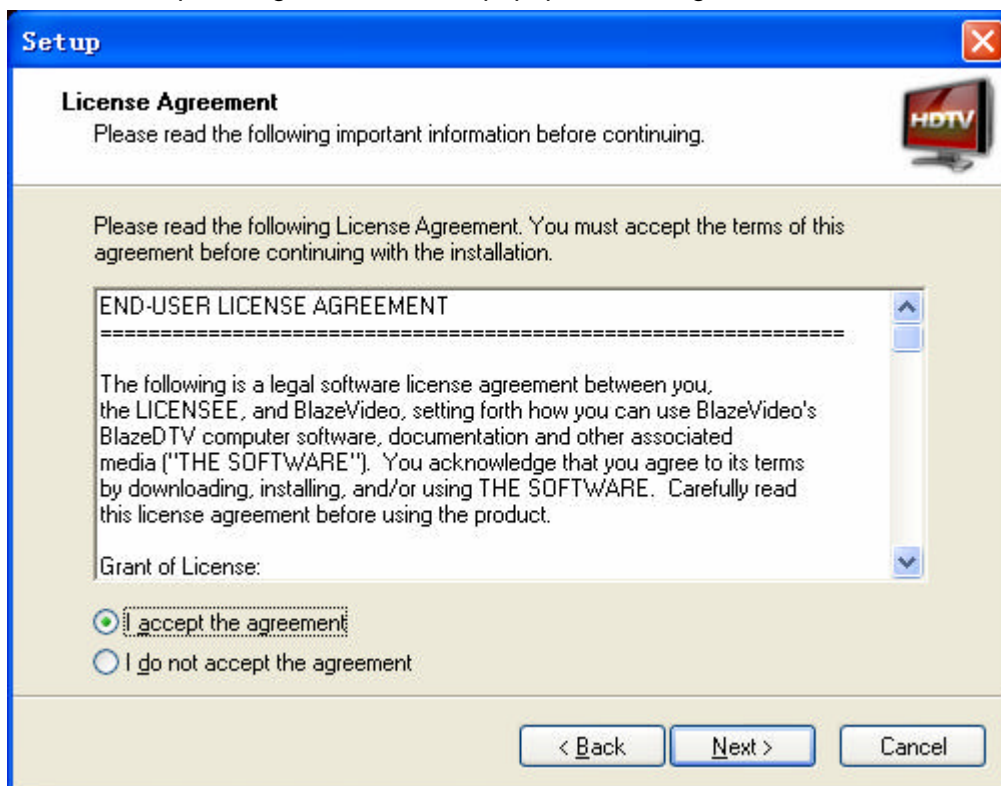 Setup
License Agreement
Please read the following important information before continuing.
HDTV
Please read the following License Agreement. You must accept the terms of this
agreement before continuing with the installation.
END-USER LICENSE AGREEMENT
==============================================================
The following is a legal software license agreement between you,
the LICENSEE, and BlazeVideo, setting forth how you can use BlazeVideo's
BlazeDTV computer software, documentation and other associated
media ("THE SOFTWARE").  You acknowledge that you agree to its terms
by downloading, installing, and/or using THE SOFTWARE.  Carefully read
this license agreement before using the product.
Grant of License:
I accept the agreement
I do not accept the agreement
< Back
Next >
Cancel